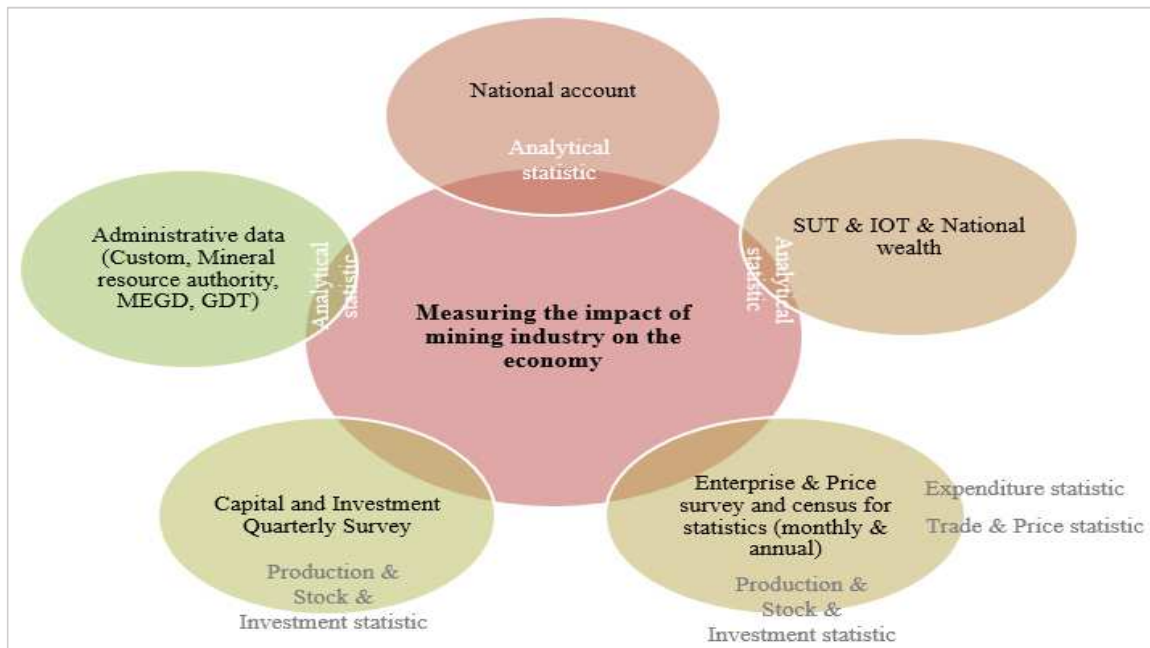 National account
Analytical
statistic
Administrative data
(Custom, Mineral
resource authority,
MEGD, GDT)
Analytical
statistic
SUT & IOT & National
wealth
Analytical
statistic
Measuring the impact of
mining industry on the
economy
Capital and Investment
Quarterly Survey
Production &
Stock &
Investment statistic
Enterprise & Price
survey and census for
statistics (monthly &
annual)
Expenditure statistic
Trade & Price statistic
Production &
Stock &
Investment statistic